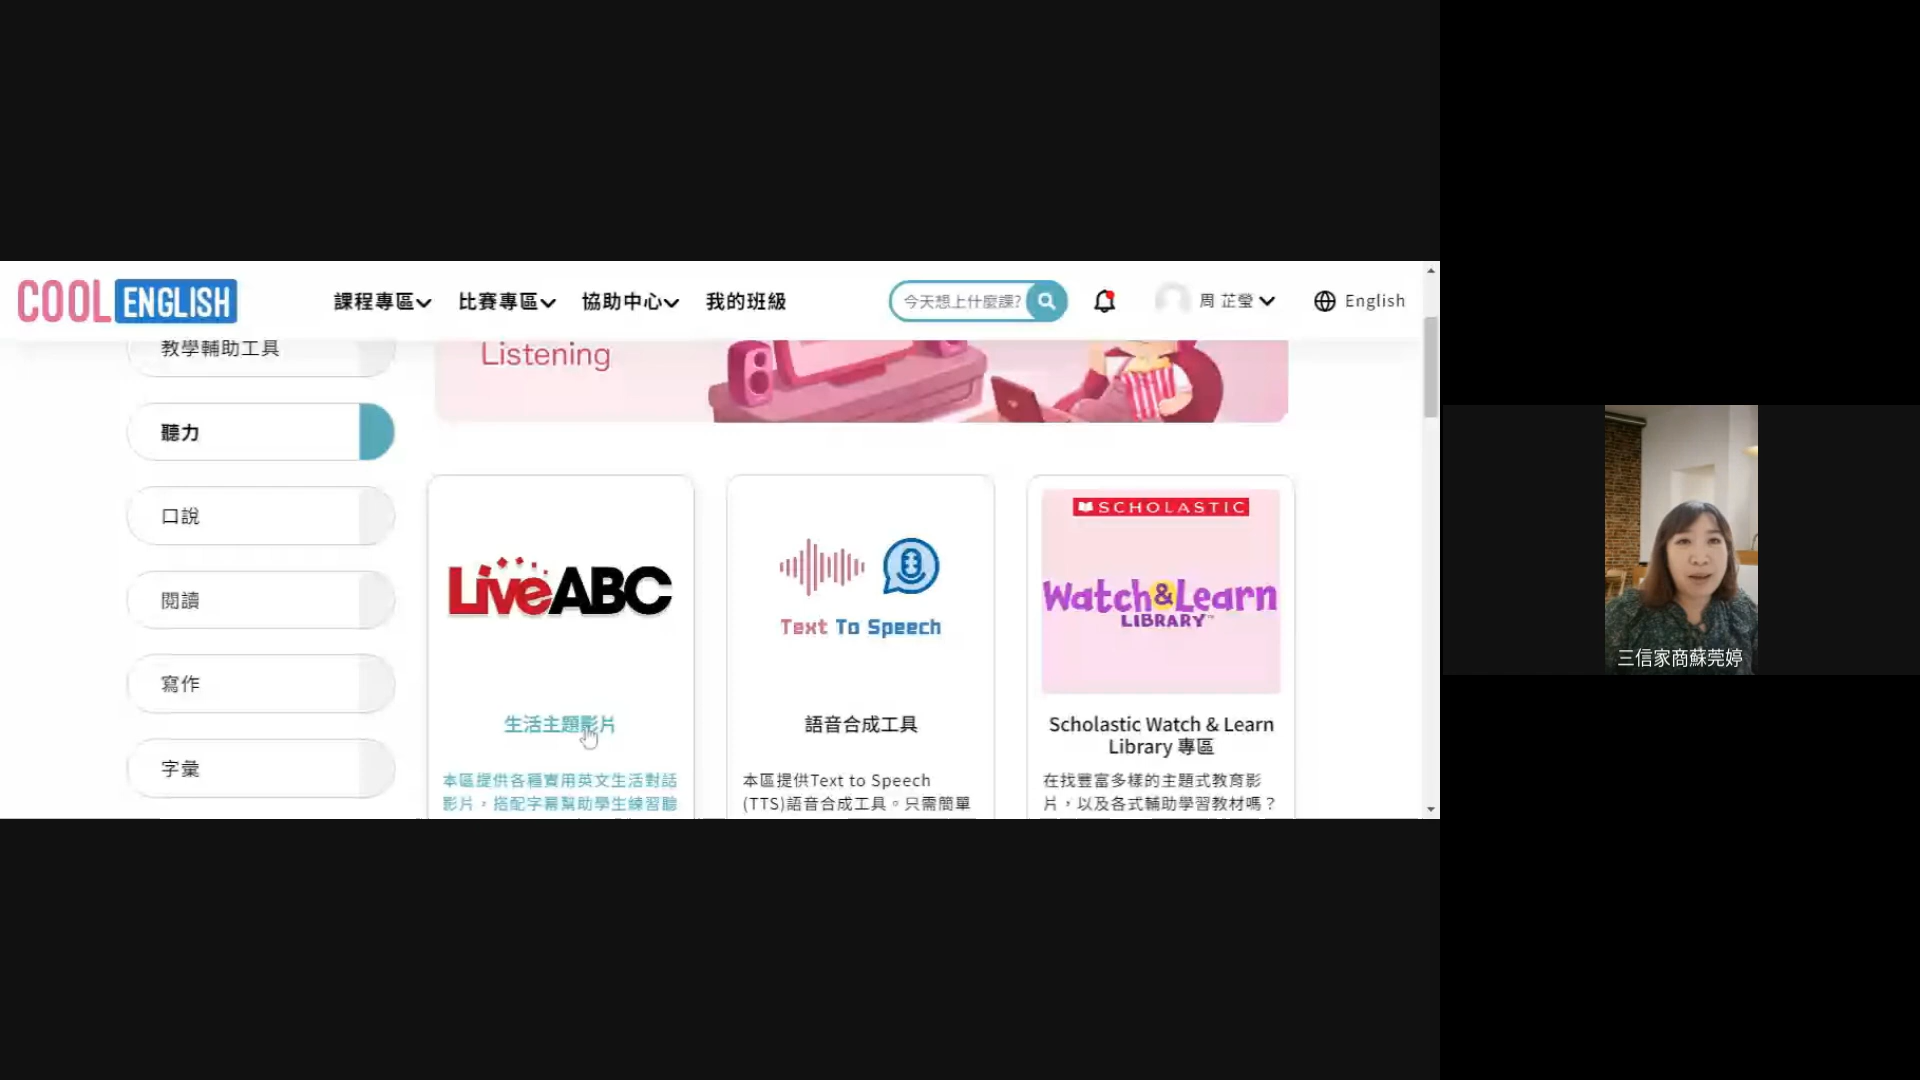 COOL ENGLISH
課程專區
比賽專區
協助中心
我的班級
今天想上什麼課?
周 芷瑩
English
教學輔助工具
聽力
口說
閱讀
寫作
字彙
Listening
LiveABC
生活主題影片
本區提供各種實用英文生活對話
影片，搭配字幕幫助學生練習聽
Text To Speech
語音合成工具
本區提供Text to Speech
(TTS)語音合成工具。只需簡單
SCHOLASTIC
Watch & Learn
LIBRARY™
Scholastic Watch & Learn
Library 專區
在找豐富多樣的主題式教育影
片，以及各式輔助學習教材嗎？
三信家商蘇莞婷